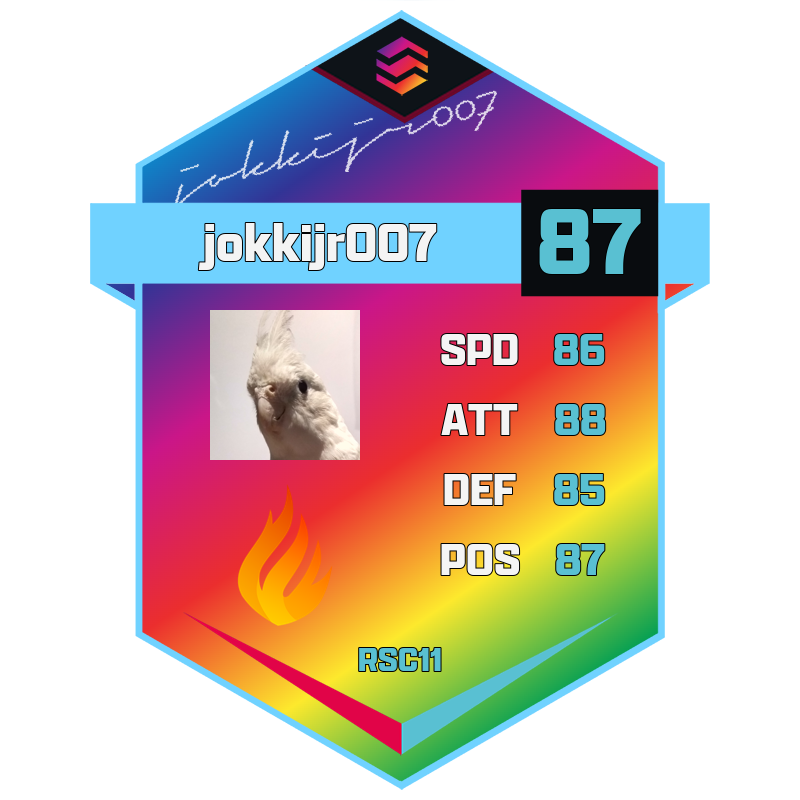 jokkijr007
jokkijr007 87
SPD 86
ATT 88
DEF 85
POS 87
RSC11